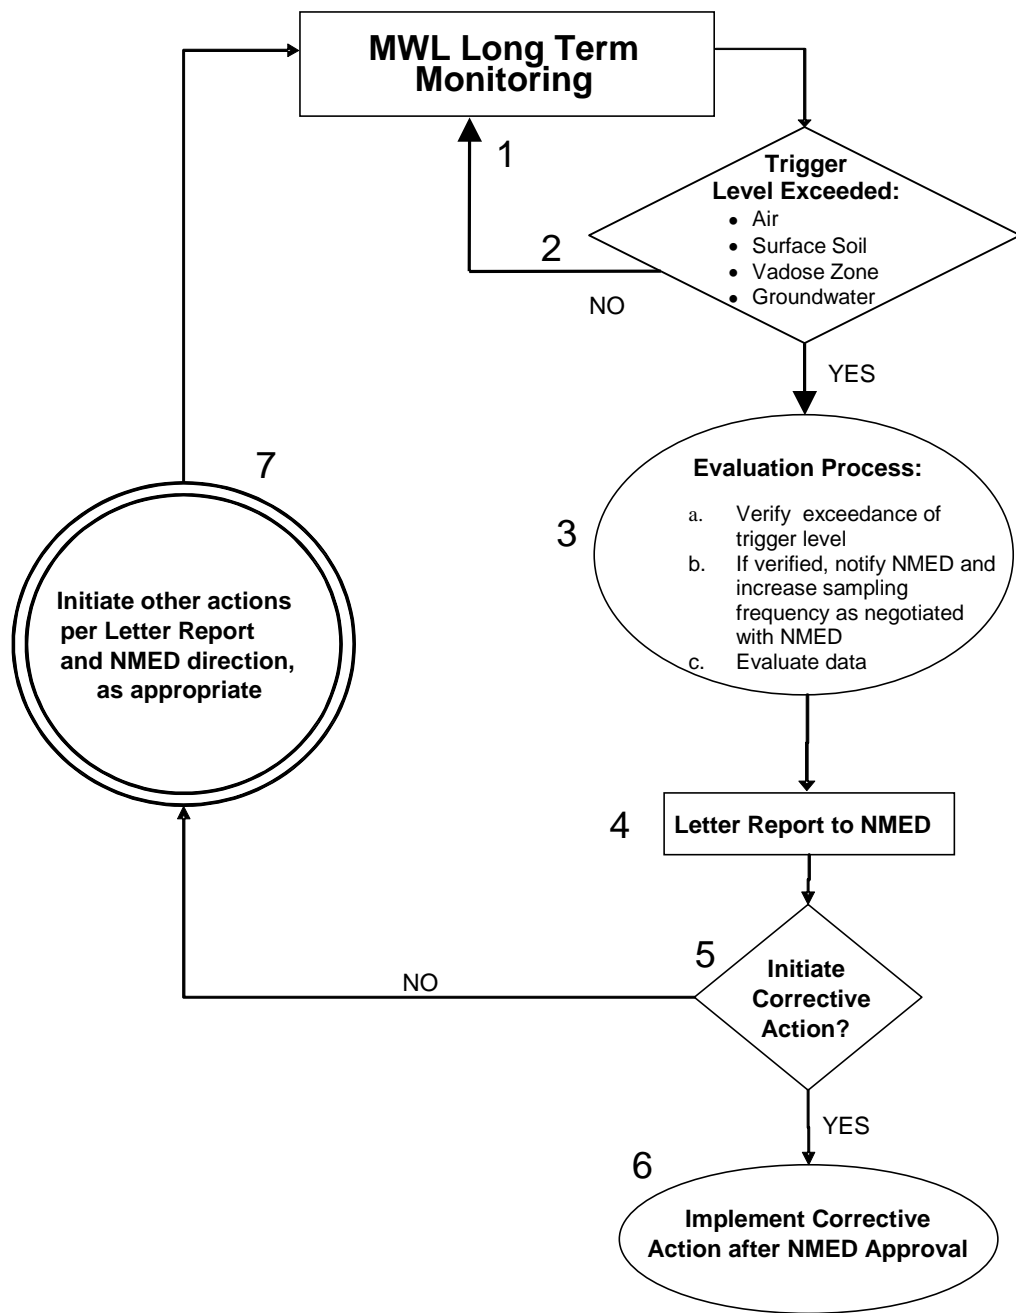 MWL Long Term
Monitoring
1
Trigger
Level Exceeded:
• Air
• Surface Soil
• Vadose Zone
• Groundwater
2
NO
YES
3
Evaluation Process:
a. Verify exceedance of
trigger level
b. If verified, notify NMED and
increase sampling
frequency as negotiated
with NMED
c. Evaluate data
4
Letter Report to NMED
5
Initiate
Corrective
Action?
NO
YES
6
Implement Corrective
Action after NMED Approval
7
Initiate other actions
per Letter Report
and NMED direction,
as appropriate